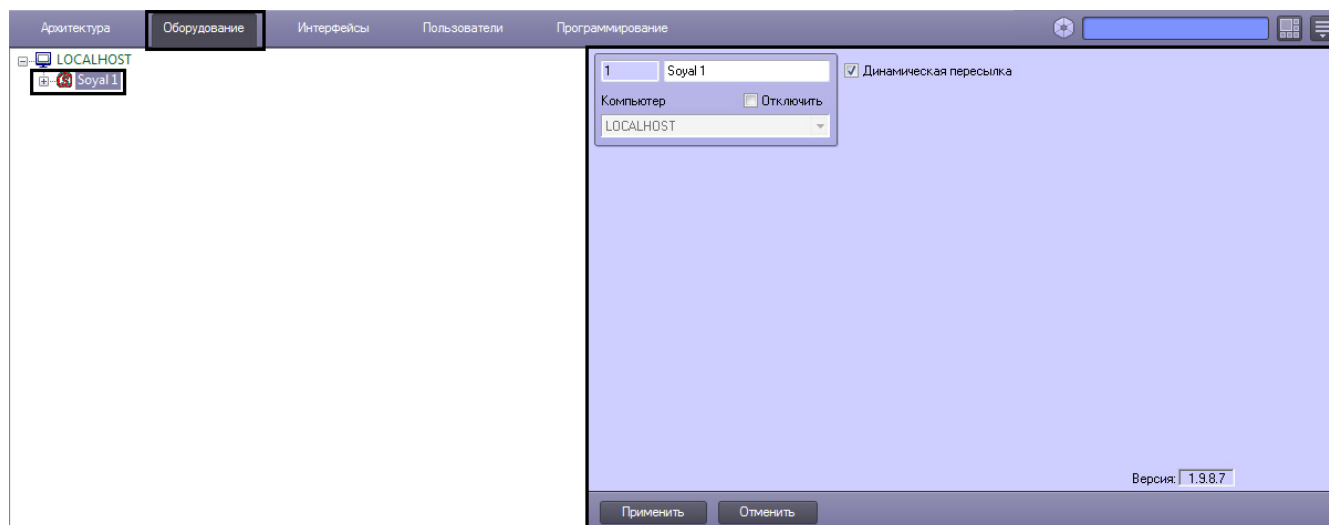 Архитектура Оборудование Интерфейсы Пользователи Программирование
LOCALHOST
Soyal 1
1 Soyal 1 Динамическая пересылка
Компьютер Отключить
LOCALHOST
Версия: 1.9.8.7
Применить Отменить